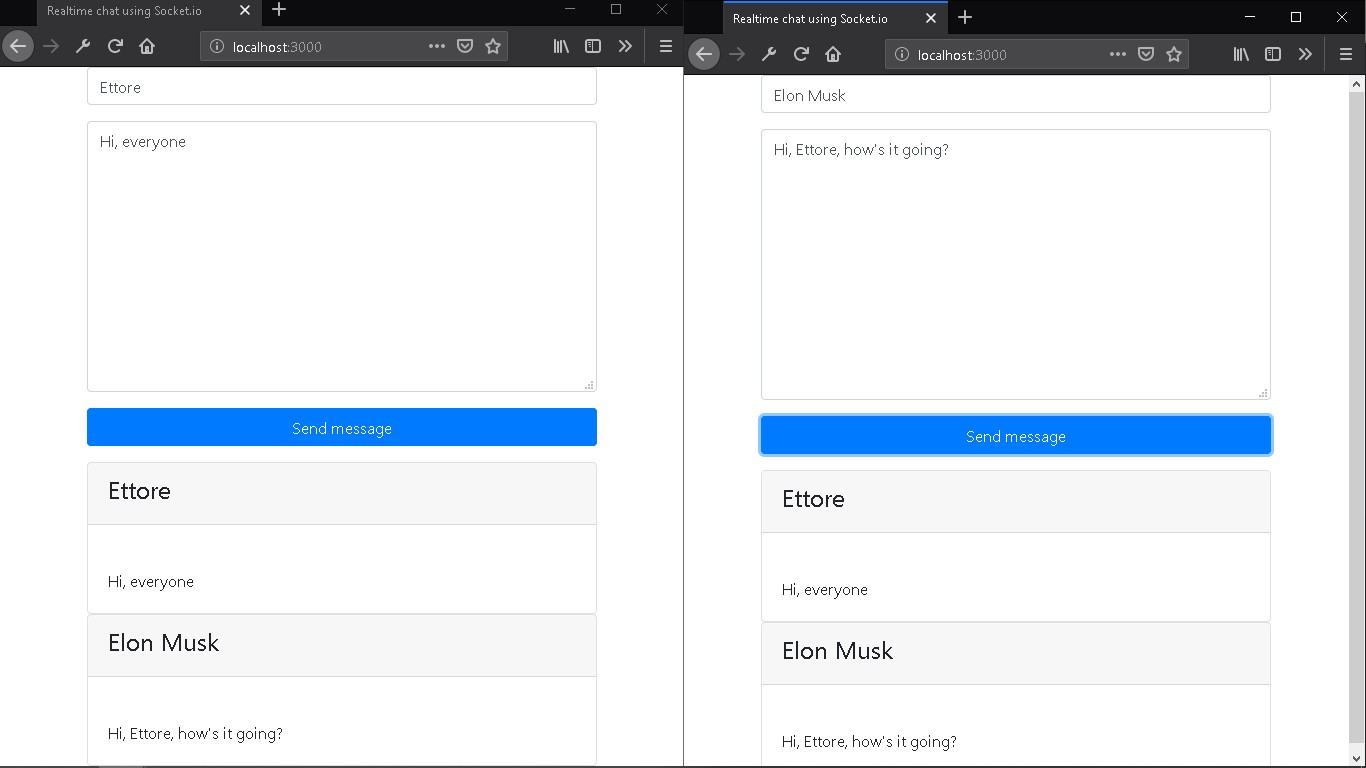 Realtime chat using Socket.io
localhost:3000
Ettore
Hi, everyone
Send message
Ettore
Hi, everyone
Elon Musk
Hi, Ettore, how's it going?
Realtime chat using Socket.io
localhost:3000
Elon Musk
Hi, Ettore, how's it going?
Send message
Ettore
Hi, everyone
Elon Musk
Hi, Ettore, how's it going?